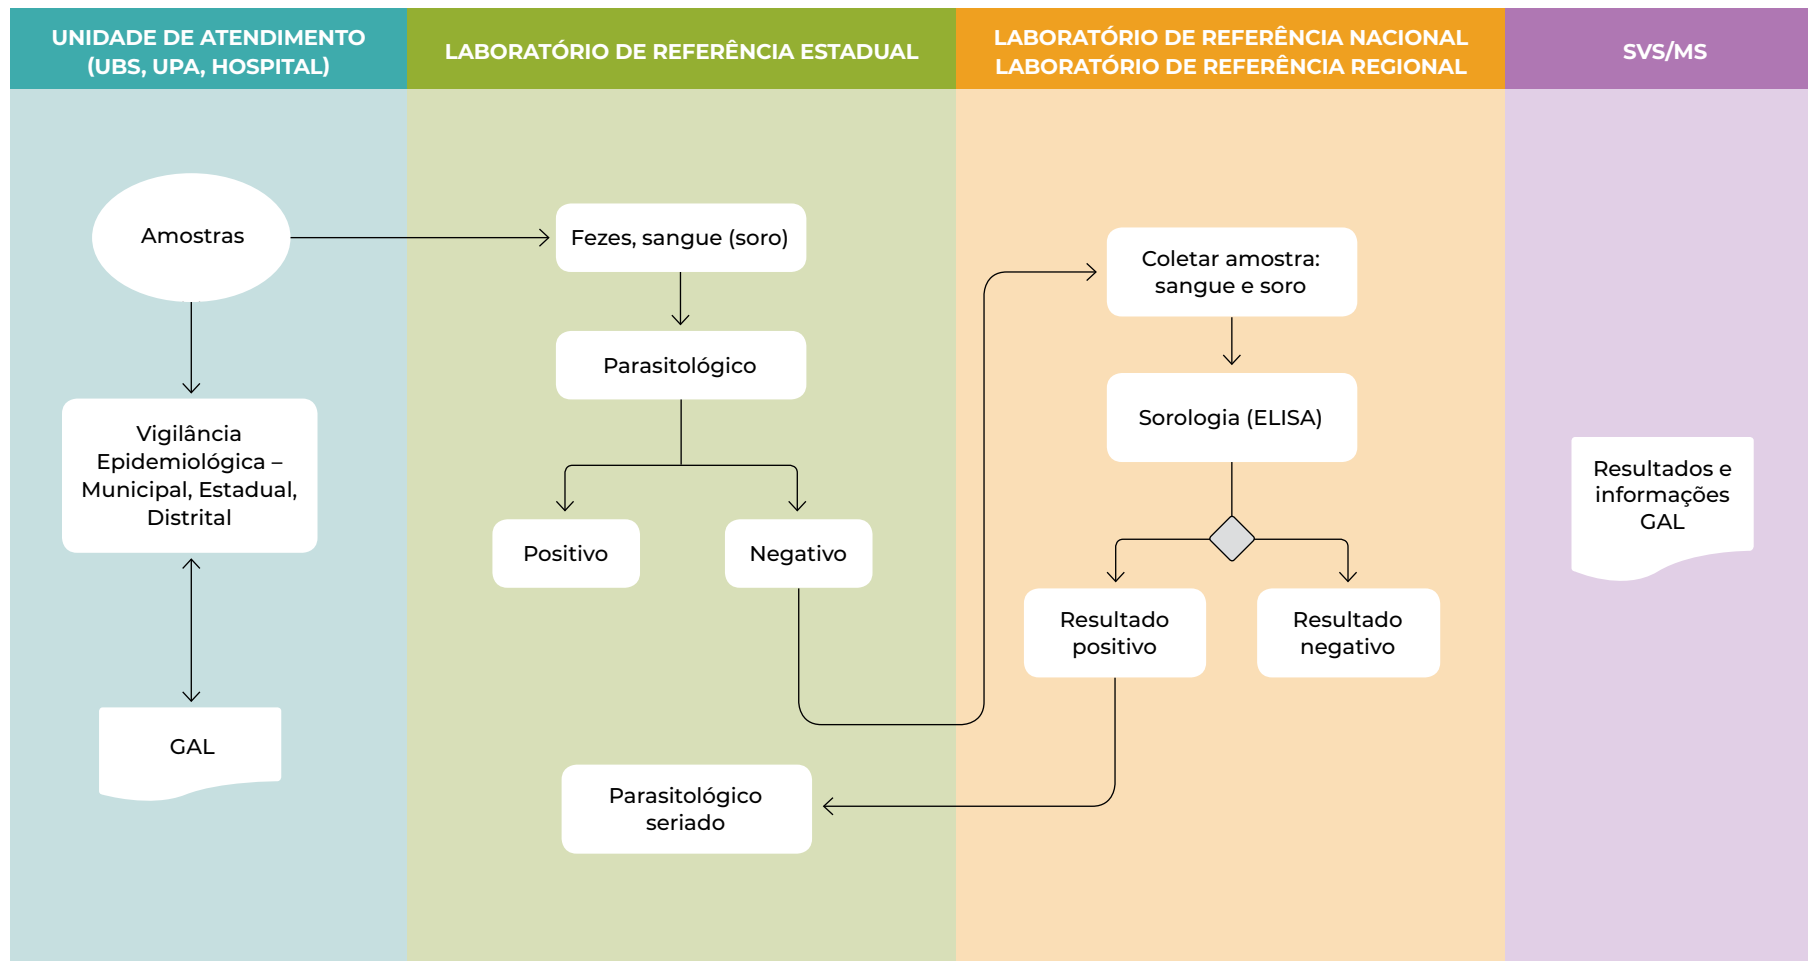 UNIDADE DE ATENDIMENTO
(UBS, UPA, HOSPITAL)
LABORATÓRIO DE REFERÊNCIA ESTADUAL
LABORATÓRIO DE REFERÊNCIA NACIONAL
LABORATÓRIO DE REFERÊNCIA REGIONAL
SVS/MS
Amostras
Vigilância
Epidemiológica –
Municipal, Estadual,
Distrital
GAL
Fezes, sangue (soro)
Parasitológico
Positivo
Negativo
Parasitológico
seriado
Coletar amostra:
sangue e soro
Sorologia (ELISA)
Resultado
positivo
Resultado
negativo
Resultados e
informações
GAL